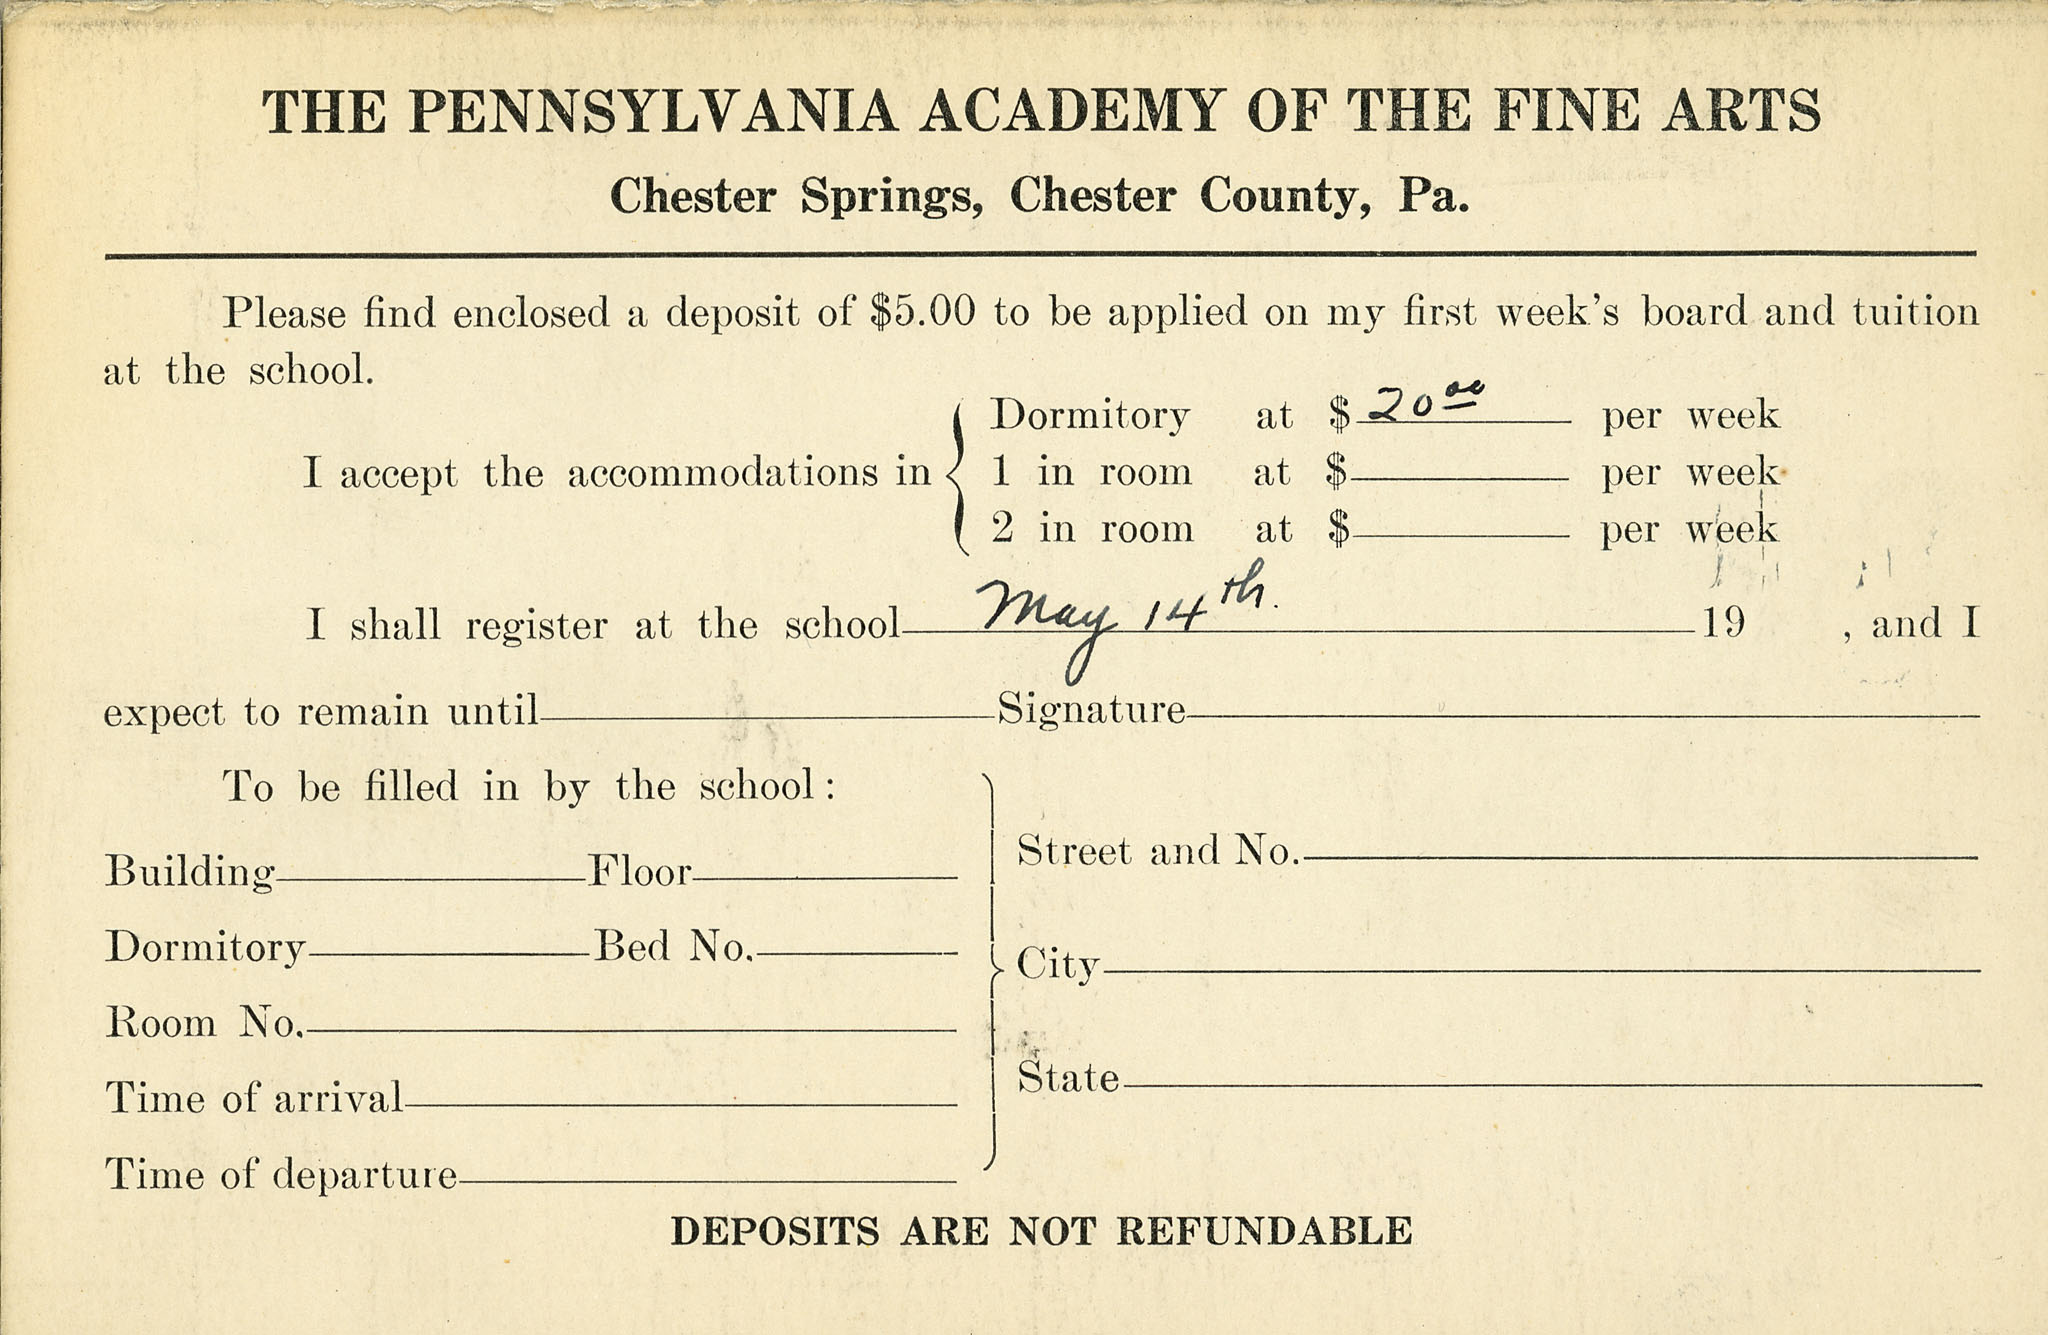 THE PENNSYLVANIA ACADEMY OF THE FINE ARTS
Chester Springs, Chester County, Pa.
Please find enclosed a deposit of $5.00 to be applied on my first week's board and tuition
at the school.
I accept the accommodations in
Dormitory at $ 20 00 per week
1 in room at $ per week
2 in room at $ per week
I shall register at the school May 14th. 19 , and I
expect to remain until Signature
To be filled in by the school:
Building Floor
Dormitory Bed No.
Room No.
Time of arrival
Time of departure
Street and No.
City
State
DEPOSITS ARE NOT REFUNDABLE